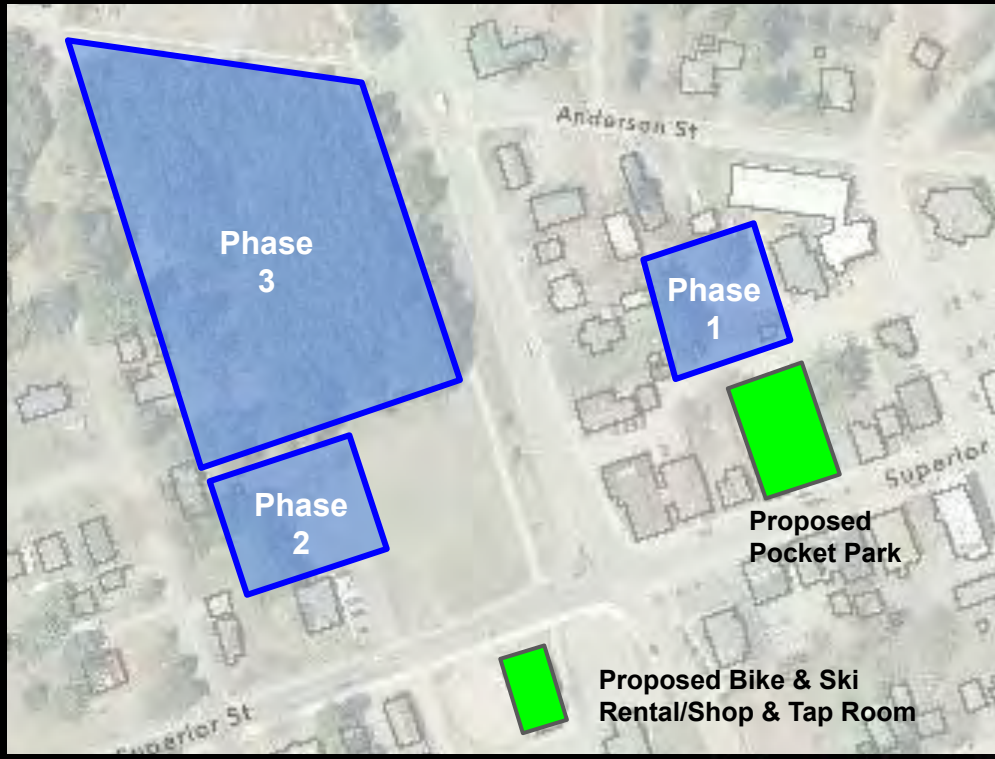 Anderson St
Phase
3
Phase
1
Phase
2
Superior
Proposed
Pocket Park
Proposed Bike & Ski
Rental/Shop & Tap Room
Superior St